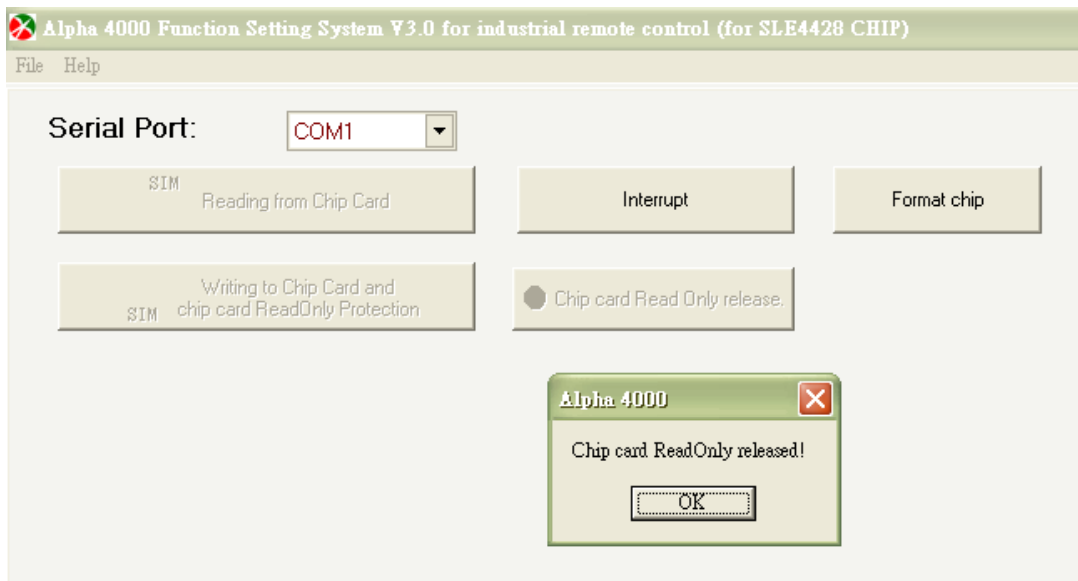 Alpha 4000 Function Setting System V3.0 for industrial remote control (for SLE4428 CHIP)
File Help
Serial Port: COM1
SIM
Reading from Chip Card
Interrupt
Format chip
Writing to Chip Card and
SIM chip card ReadOnly Protection
Chip card Read Only release.
Alpha 4000
Chip card ReadOnly released!
OK